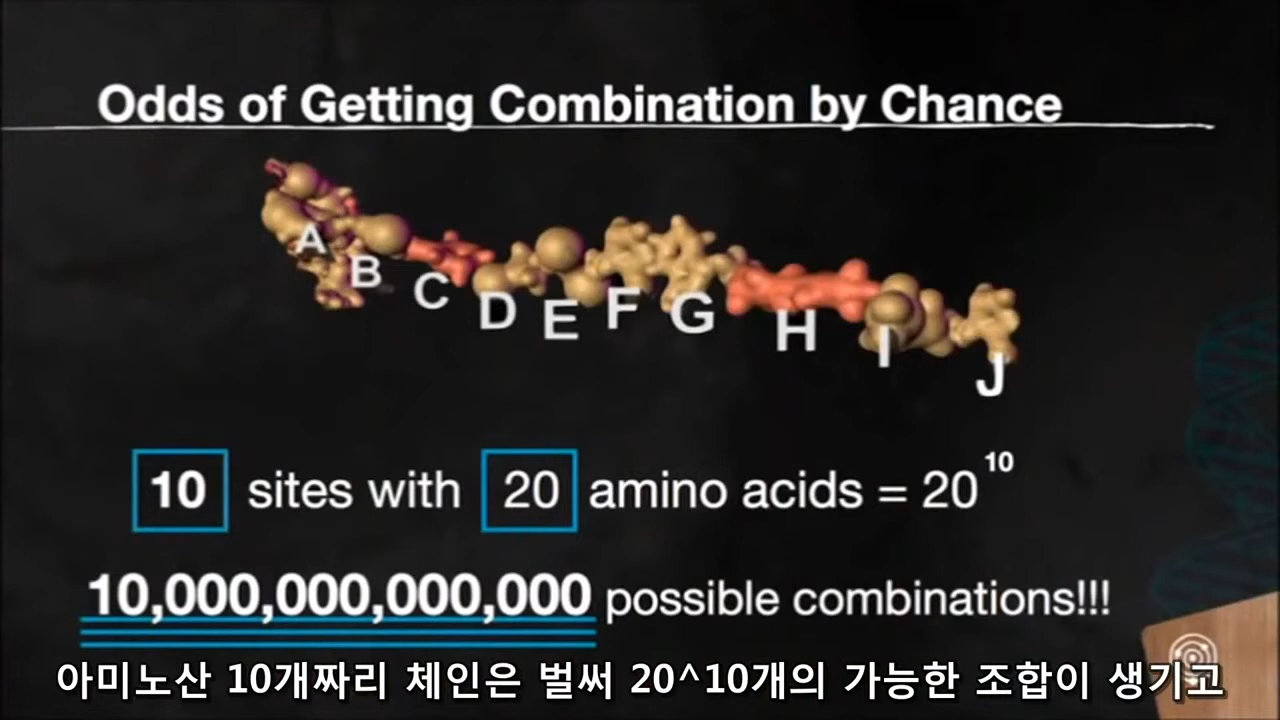 Odds of Getting Combination by Chance
A
B
C
D
E
F
G
H
I
J
10 sites with 20 amino acids = 20^10
10,000,000,000,000 possible combinations!!!
아미노산 10개짜리 체인은 벌써 20^10개의 가능한 조합이 생기고